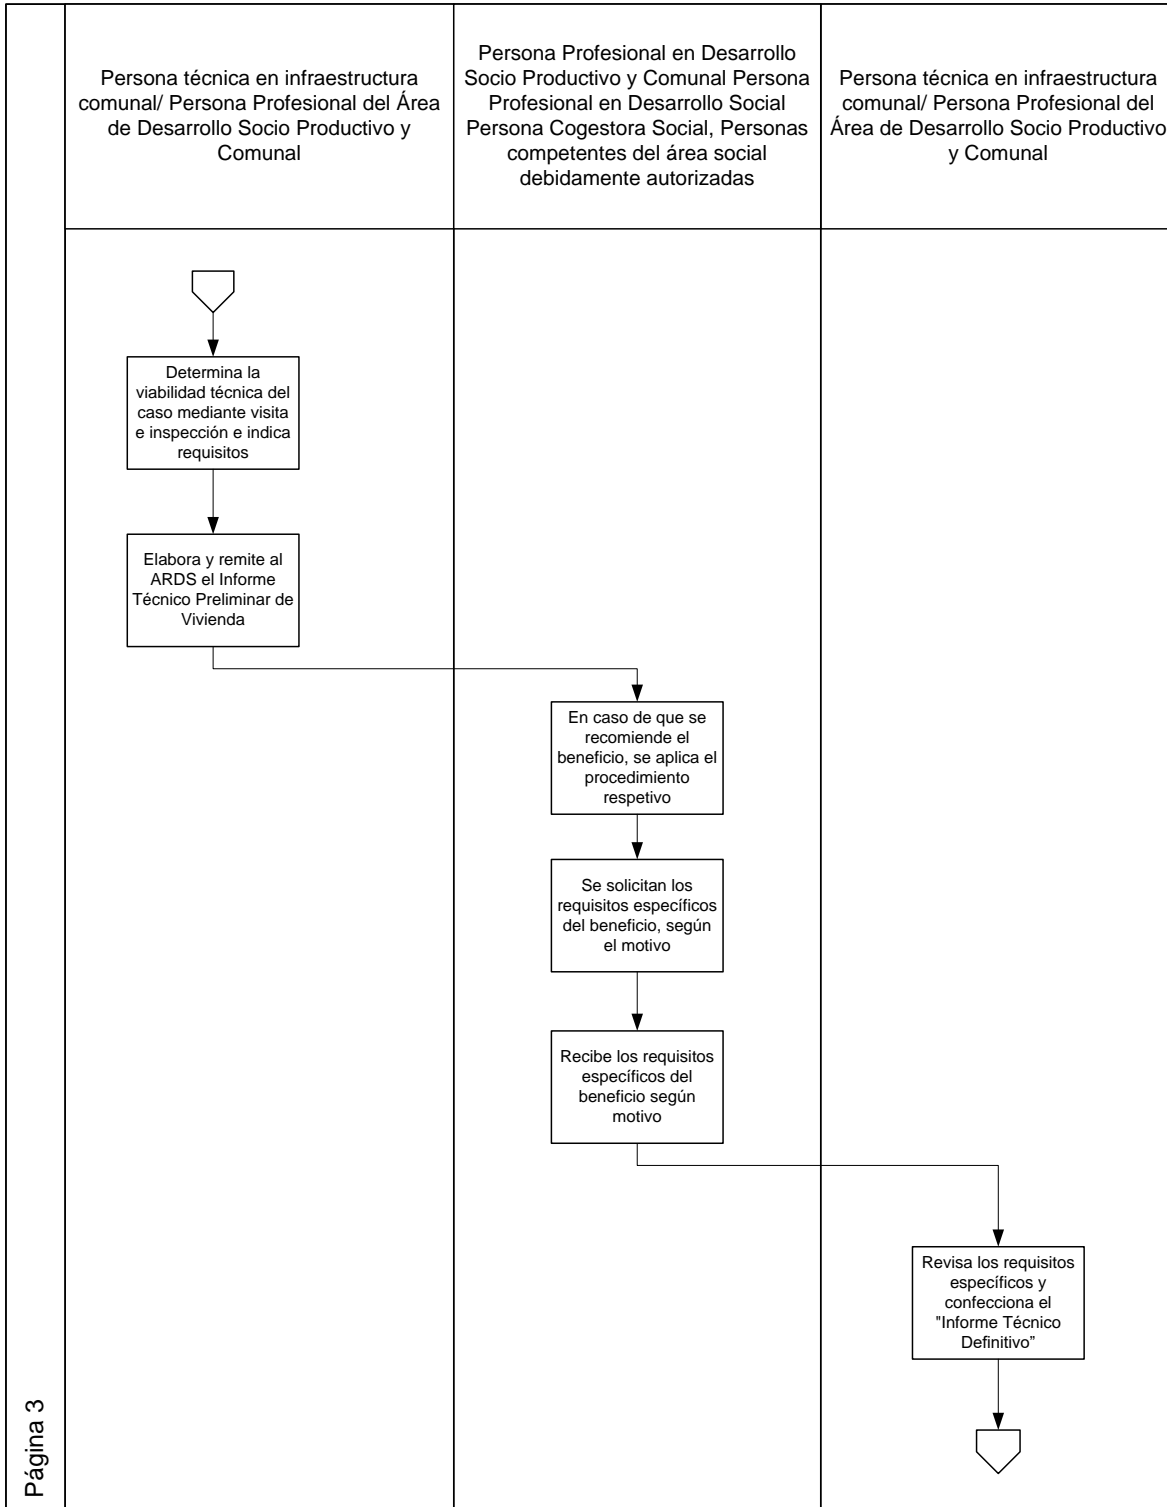 Persona técnica en infraestructura
comunal/ Persona Profesional del Área
de Desarrollo Socio Productivo y
Comunal
Persona Profesional en Desarrollo
Socio Productivo y Comunal Persona
Profesional en Desarrollo Social
Persona Cogestora Social, Personas
competentes del área social
debidamente autorizadas
Persona técnica en infraestructura
comunal/ Persona Profesional del
Área de Desarrollo Socio Productivo
y Comunal
Determina la
viabilidad técnica del
caso mediante visita
e inspección e indica
requisitos
Elabora y remite al
ARDS el Informe
Técnico Preliminar de
Vivienda
En caso de que se
recomiende el
beneficio, se aplica el
procedimiento
respetivo
Se solicitan los
requisitos específicos
del beneficio, según
el motivo
Recibe los requisitos
específicos del
beneficio según
motivo
Revisa los requisitos
específicos y
confecciona el
"Informe Técnico
Definitivo”
Página 3